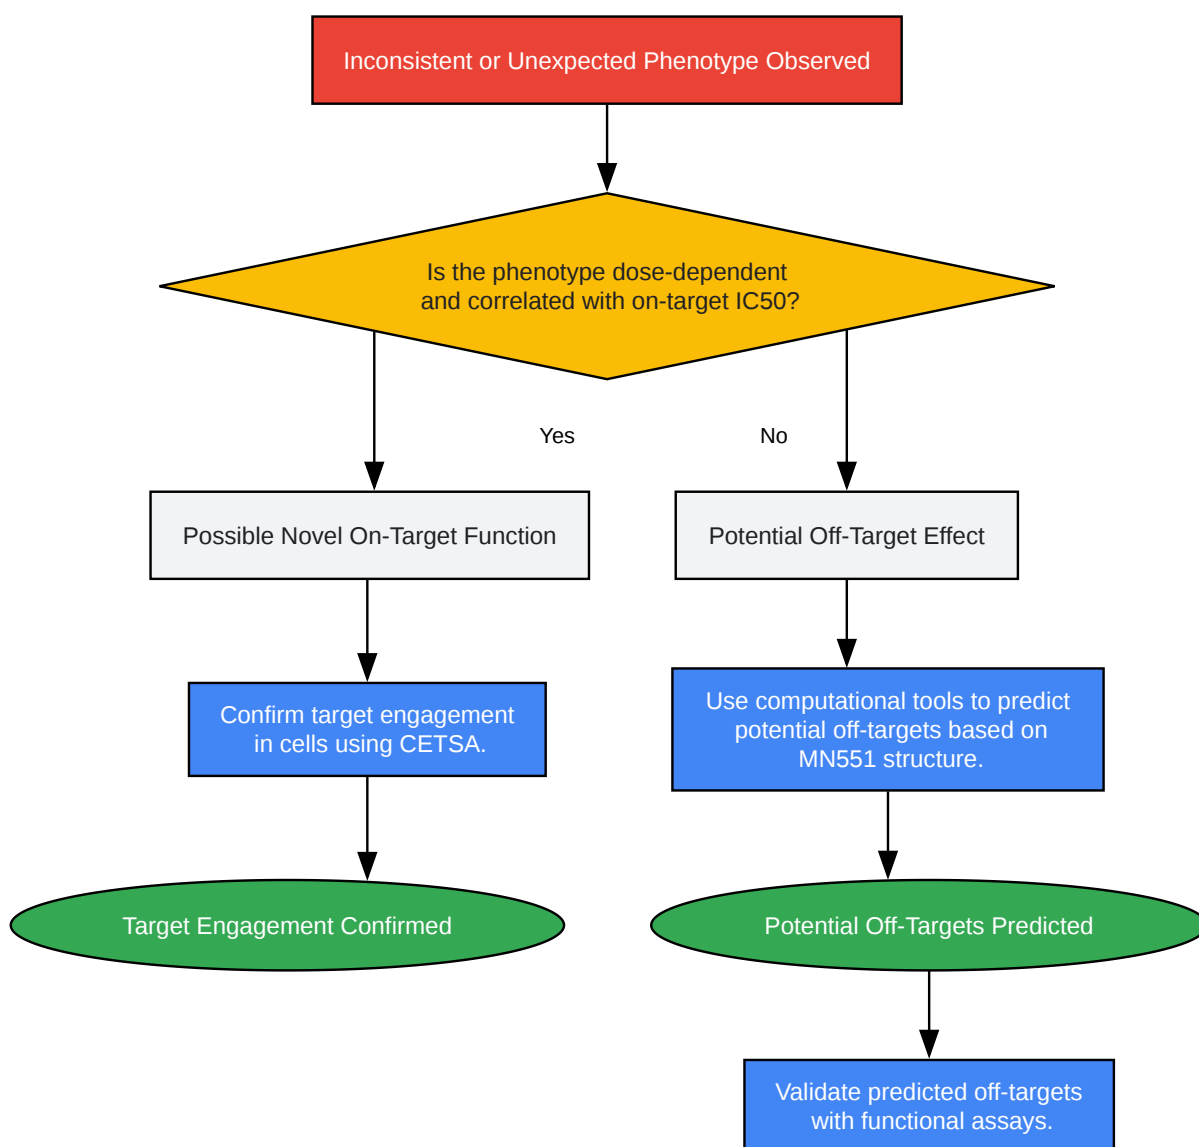 Inconsistent or Unexpected Phenotype Observed
Is the phenotype dose-dependent
and correlated with on-target IC50?
Yes
No
Possible Novel On-Target Function
Potential Off-Target Effect
Confirm target engagement
in cells using CETSA.
Use computational tools to predict
potential off-targets based on
MN551 structure.
Target Engagement Confirmed
Potential Off-Targets Predicted
Validate predicted off-targets
with functional assays.